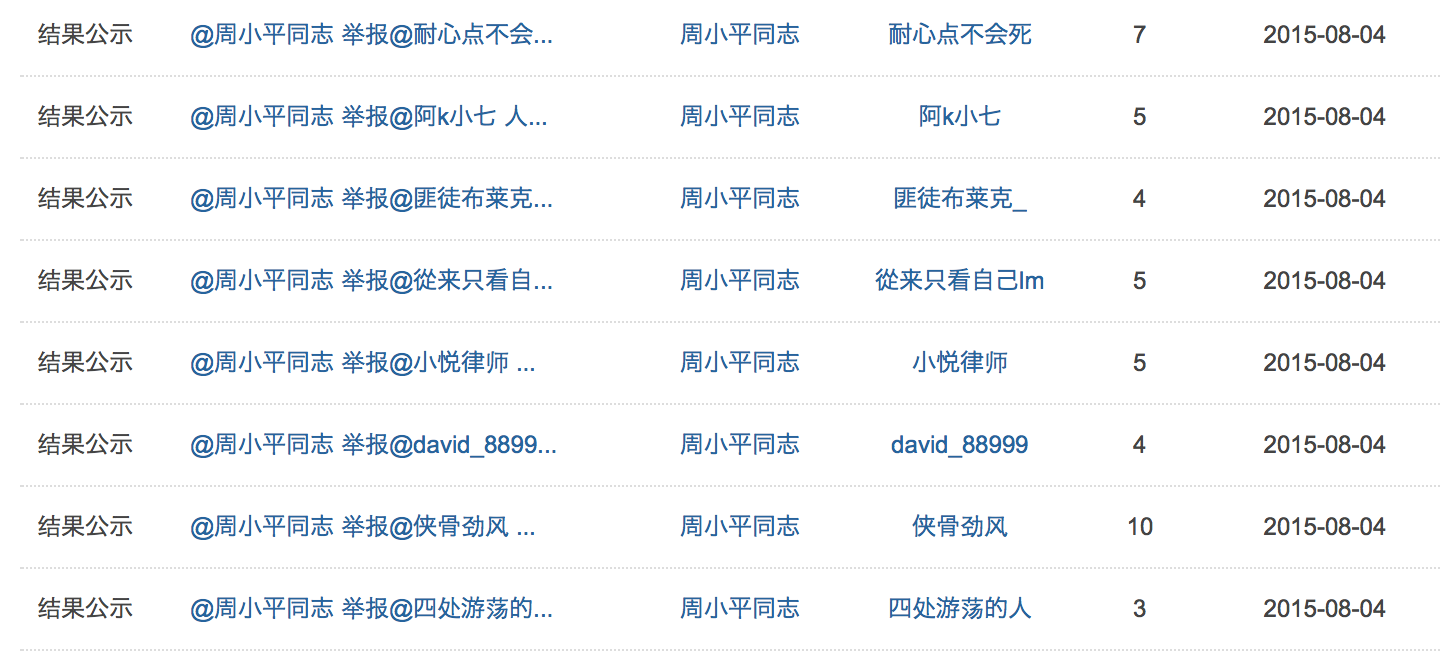 结果公示 @周小平同志 举报@耐心点不会... 周小平同志 耐心点不会死 7 2015-08-04
结果公示 @周小平同志 举报@阿k小七 人... 周小平同志 阿k小七 5 2015-08-04
结果公示 @周小平同志 举报@匪徒布莱克... 周小平同志 匪徒布莱克_ 4 2015-08-04
结果公示 @周小平同志 举报@從来只看自... 周小平同志 從来只看自己lm 5 2015-08-04
结果公示 @周小平同志 举报@小悦律师 ... 周小平同志 小悦律师 5 2015-08-04
结果公示 @周小平同志 举报@david_8899... 周小平同志 david_88999 4 2015-08-04
结果公示 @周小平同志 举报@侠骨劲风 ... 周小平同志 侠骨劲风 10 2015-08-04
结果公示 @周小平同志 举报@四处游荡的... 周小平同志 四处游荡的人 3 2015-08-04